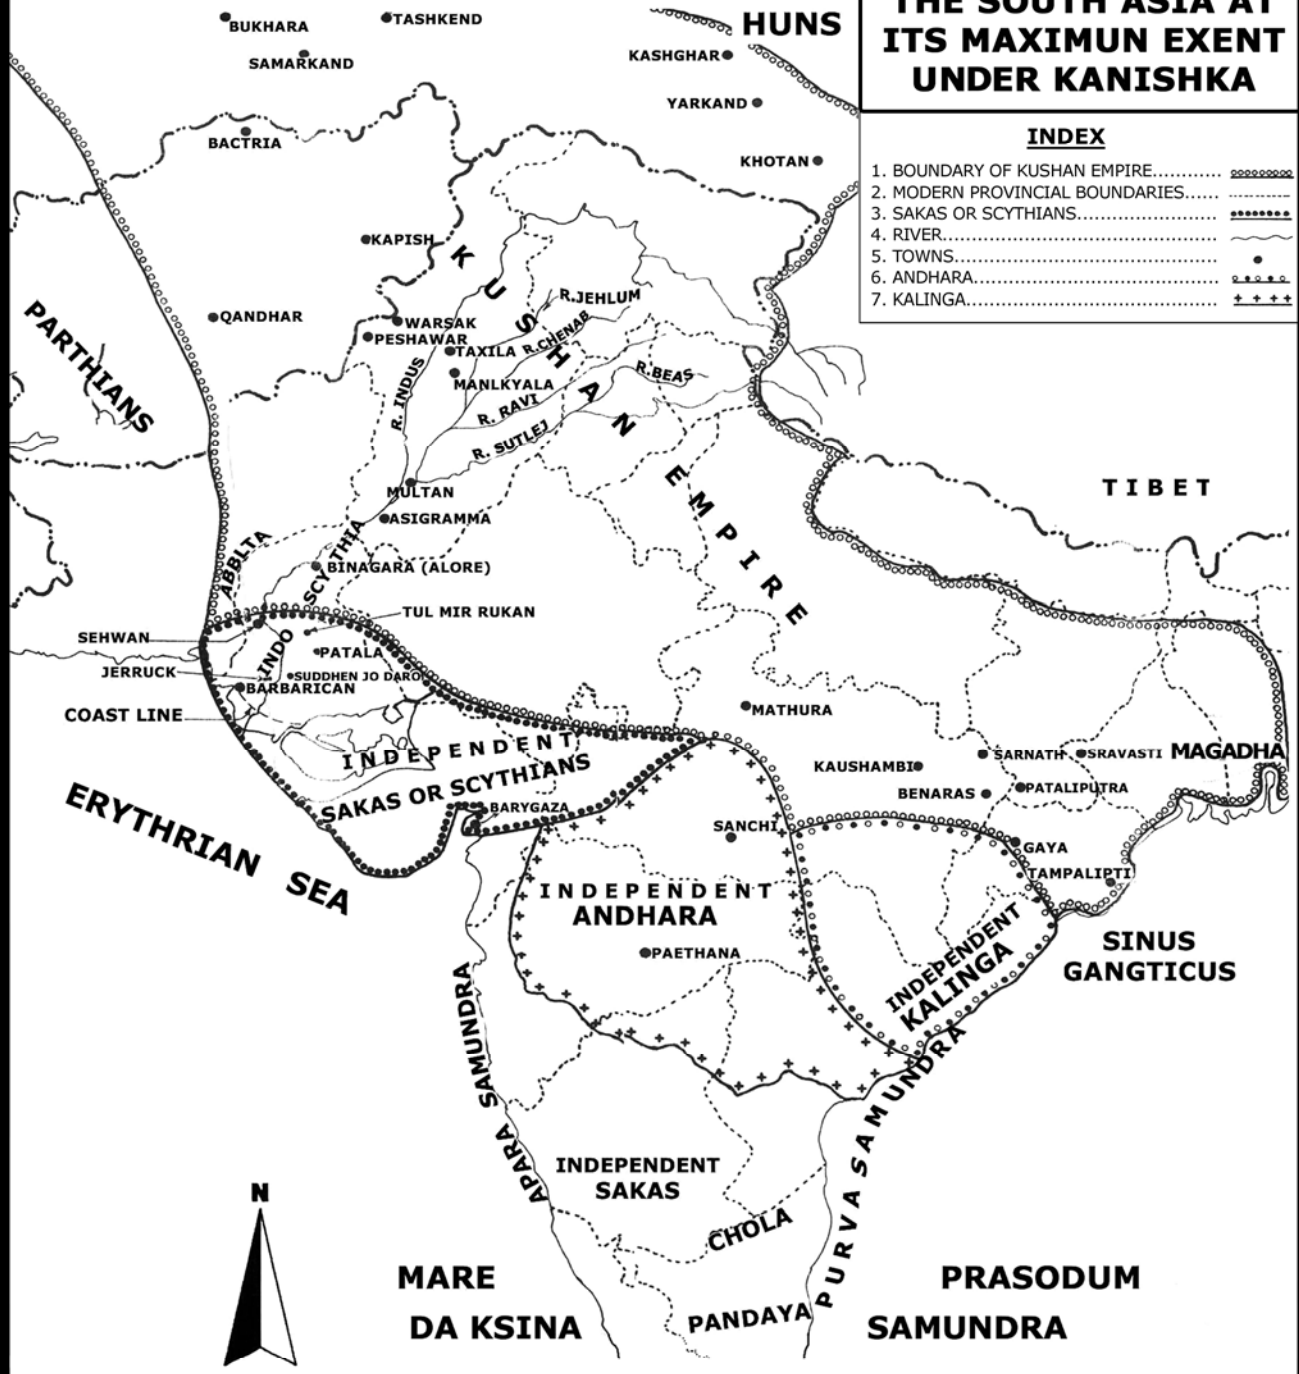 THE SOUTH ASIA AT
ITS MAXIMUN EXENT
UNDER KANISHKA
INDEX
1. BOUNDARY OF KUSHAN EMPIRE............
2. MODERN PROVINCIAL BOUNDARIES......
3. SAKAS OR SCYTHIANS.......................
4. RIVER.............................................
5. TOWNS...........................................
6. ANDHARA........................................
7. KALINGA.........................................
BUKHARA
TASHKEND
SAMARKAND
HUNS
KASHGHAR
YARKAND
KHOTAN
BACTRIA
KAPISH
QANDHAR
PARTHIANS
WARSAK
PESHAWAR
TAXILA
MANLKYALA
R.JEHLUM
R.CHENAB
R. INDUS
R. RAVI
R.BEAS
R. SUTLEJ
KUSHAN EMPIRE
TIBET
MULTAN
ASIGRAMMA
ABBLTA
INDO SCYTHIA
BINAGARA (ALORE)
TUL MIR RUKAN
SEHWAN
PATALA
JERRUCK
SUDDHEN JO DARO
BARBARICAN
COAST LINE
MATHURA
INDEPENDENT
SAKAS OR SCYTHIANS
KAUSHAMBI
SARNATH
SRAVASTI
MAGADHA
BENARAS
PATALIPUTRA
ERYTHRIAN SEA
BARYGAZA
SANCHI
GAYA
TAMPALIPTI
INDEPENDENT
ANDHARA
PAETHANA
INDEPENDENT
KALINGA
SINUS
GANGTICUS
APARA SAMUNDRA
PURVA SAMUNDRA
INDEPENDENT
SAKAS
CHOLA
PANDAYA
N
MARE
DA KSINA
PRASODUM
SAMUNDRA